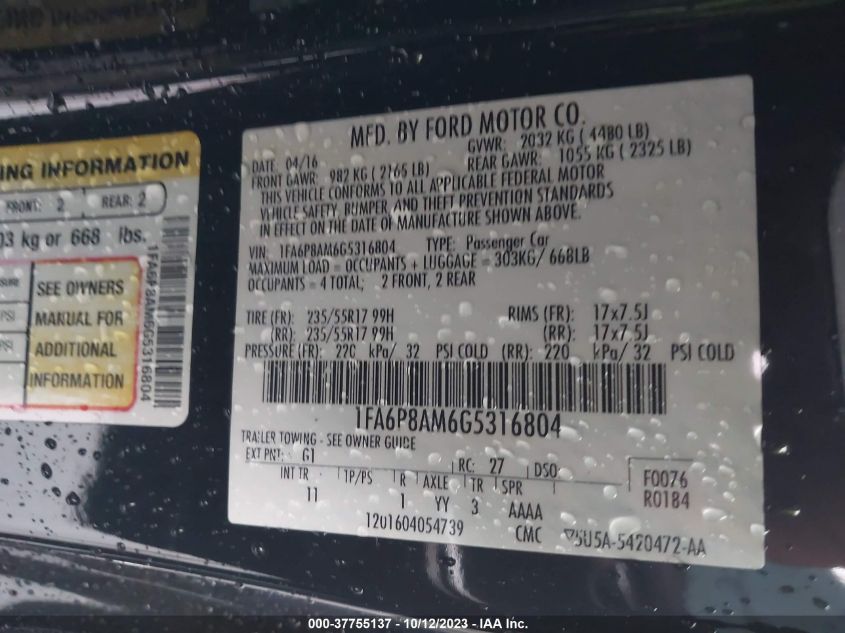 MFD. BY FORD MOTOR CO.
DATE: 04/16
GVWR: 2032 KG ( 4480 LB)
FRONT GAWR: 982 KG ( 2165 LB)
REAR GAWR: 1055 KG ( 2325 LB)
THIS VEHICLE CONFORMS TO ALL APPLICABLE FEDERAL MOTOR
VEHICLE SAFETY, BUMPER, AND THEFT PREVENTION STANDARDS
IN EFFECT ON THE DATE OF MANUFACTURE SHOWN ABOVE.
VIN: 1FA6P8AM6G5316804 TYPE: Passenger Car
MAXIMUM LOAD = OCCUPANTS + LUGGAGE = 303KG/ 668LB
OCCUPANTS = 4 TOTAL; 2 FRONT, 2 REAR
TIRE (FR): 235/55R17 99H RIMS (FR): 17x7.5J
(RR): 235/55R17 99H (RR): 17x7.5J
PRESSURE (FR): 220 kPa/ 32 PSI COLD (RR): 220 kPa/ 32 PSI COLD
1FA6P8AM6G5316804
TRAILER TOWING - SEE OWNER GUIDE
EXT PNT: G1 RC: 27 DSO
INT TR TP/PS R AXLE TR SPR
11 1 YY 3 AAAA
F0076
R0184
12U1604054739
CMC
5U5A-5420472-AA
NG INFORMATION
FRONT: 2 REAR: 2
03 kg or 668 lbs.
SEE OWNERS
MANUAL FOR
ADDITIONAL
INFORMATION
PSI
PSI
1FA6P8AM6G5316804
000-37755137 - 10/12/2023 - IAA Inc.